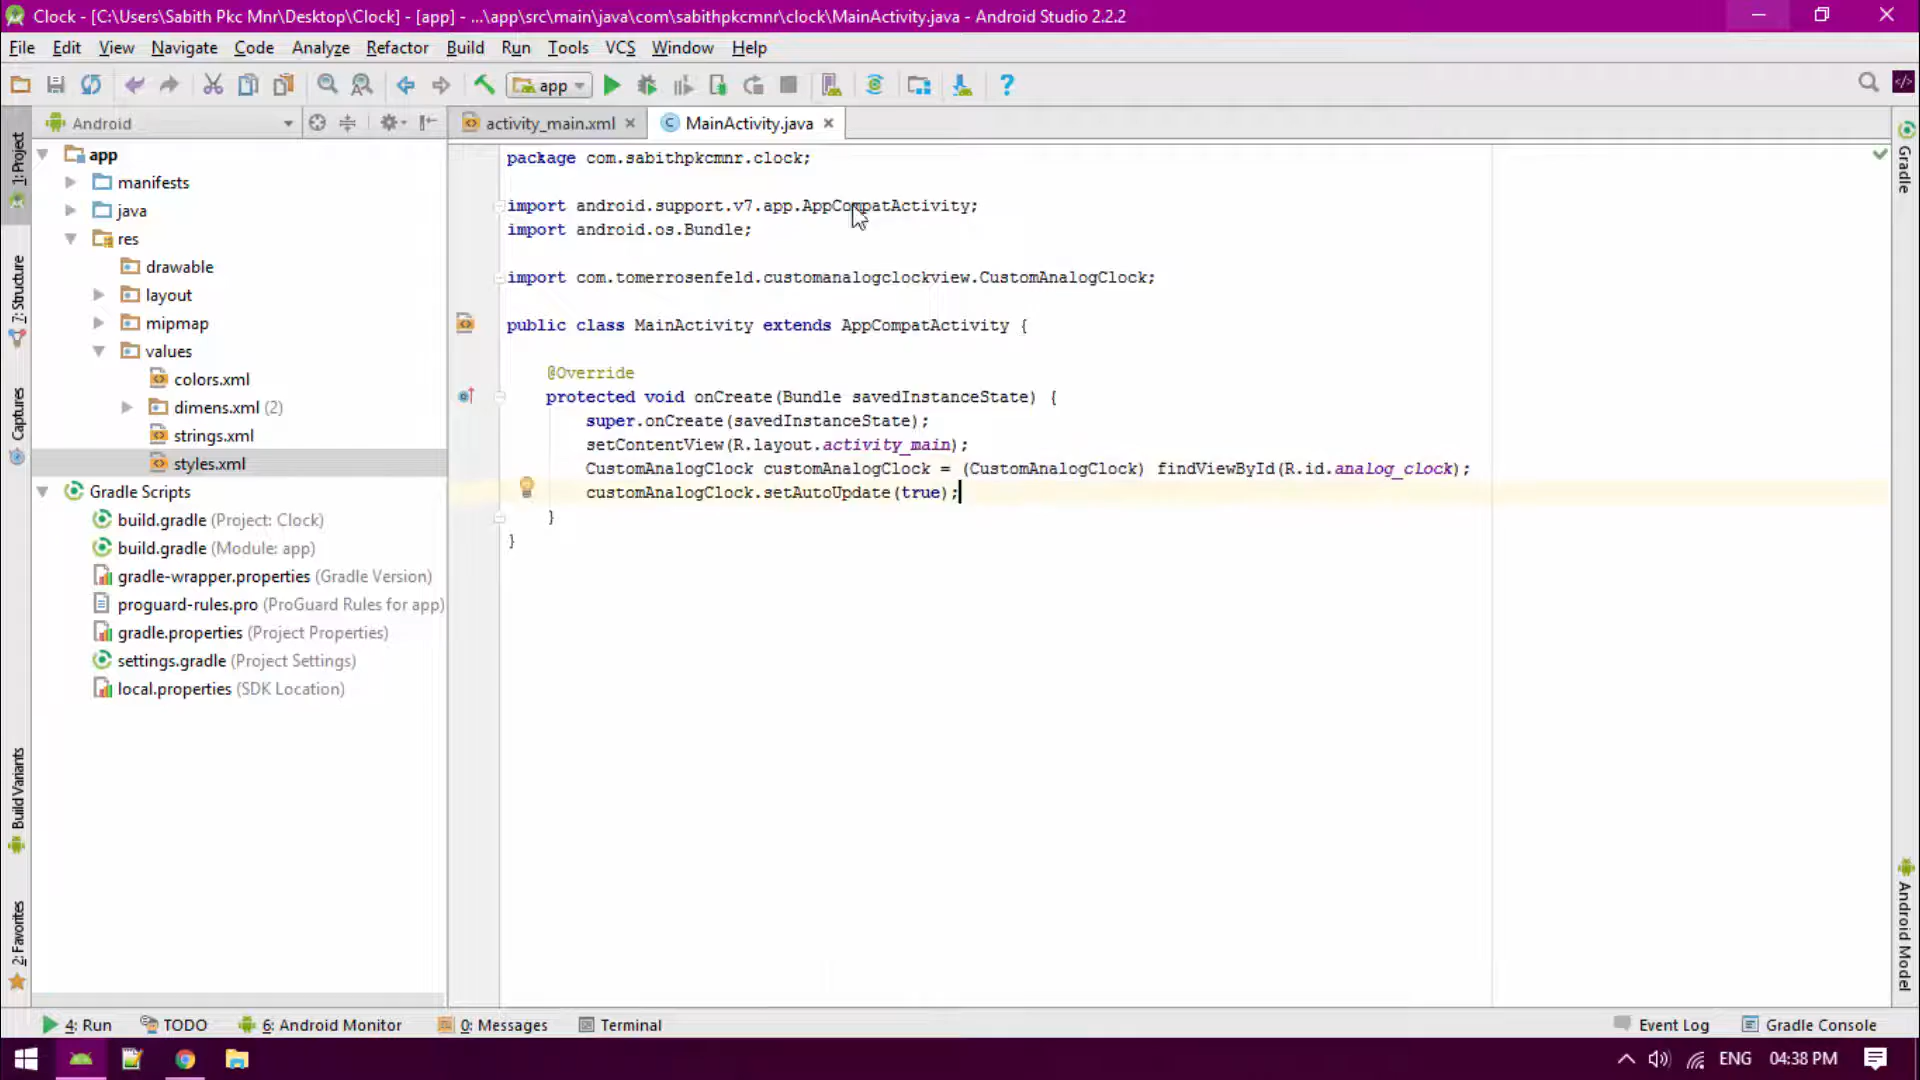 Clock - [C:\Users\Sabith Pkc Mnr\Desktop\Clock] - [app] - ...\app\src\main\java\com\sabithpkcmnr\clock\MainActivity.java - Android Studio 2.2.2
File Edit View Navigate Code Analyze Refactor Build Run Tools VCS Window Help
app
Android
activity_main.xml
MainActivity.java
1: Project
7: Structure
Captures
Build Variants
2: Favorites
app
manifests
java
res
drawable
layout
mipmap
values
colors.xml
dimens.xml (2)
strings.xml
styles.xml
Gradle Scripts
build.gradle (Project: Clock)
build.gradle (Module: app)
gradle-wrapper.properties (Gradle Version)
proguard-rules.pro (ProGuard Rules for app)
gradle.properties (Project Properties)
settings.gradle (Project Settings)
local.properties (SDK Location)
package com.sabithpkcmnr.clock;
import android.support.v7.app.AppCompatActivity;
import android.os.Bundle;
import com.tomerrosenfeld.customanalogclockview.CustomAnalogClock;
public class MainActivity extends AppCompatActivity {
@Override
protected void onCreate(Bundle savedInstanceState) {
super.onCreate(savedInstanceState);
setContentView(R.layout.activity_main);
CustomAnalogClock customAnalogClock = (CustomAnalogClock) findViewById(R.id.analog_clock);
customAnalogClock.setAutoUpdate(true);
}
}
Gradle
Android Model
4: Run
TODO
6: Android Monitor
0: Messages
Terminal
Event Log
Gradle Console
ENG
04:38 PM